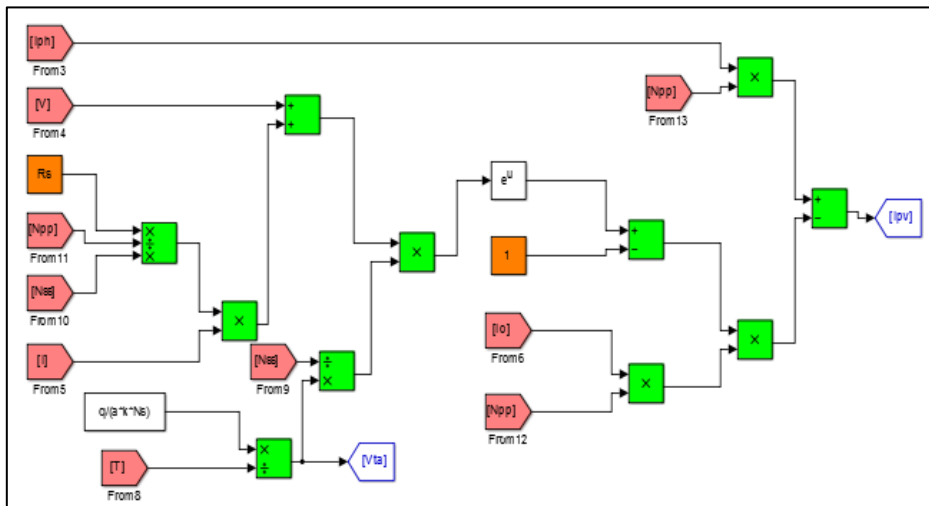 [Iph]
From3
[V]
From4
Rs
[Npp]
From11
[Nss]
From10
[I]
From5
q/(a*k*Ns)
[T]
From8
×
÷
×
×
+
+
[Nss]
From9
÷
×
×
÷
[Vta]
×
e^u
1
+
−
[Io]
From6
[Npp]
From12
×
×
[Npp]
From13
×
+
−
[Ipv]